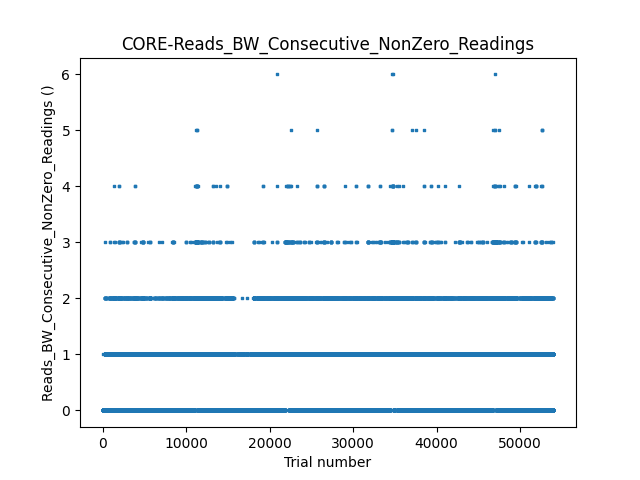 CORE-Reads_BW_Consecutive_NonZero_Readings
Reads_BW_Consecutive_NonZero_Readings ()
6
5
4
3
2
1
0
0 10000 20000 30000 40000 50000
Trial number